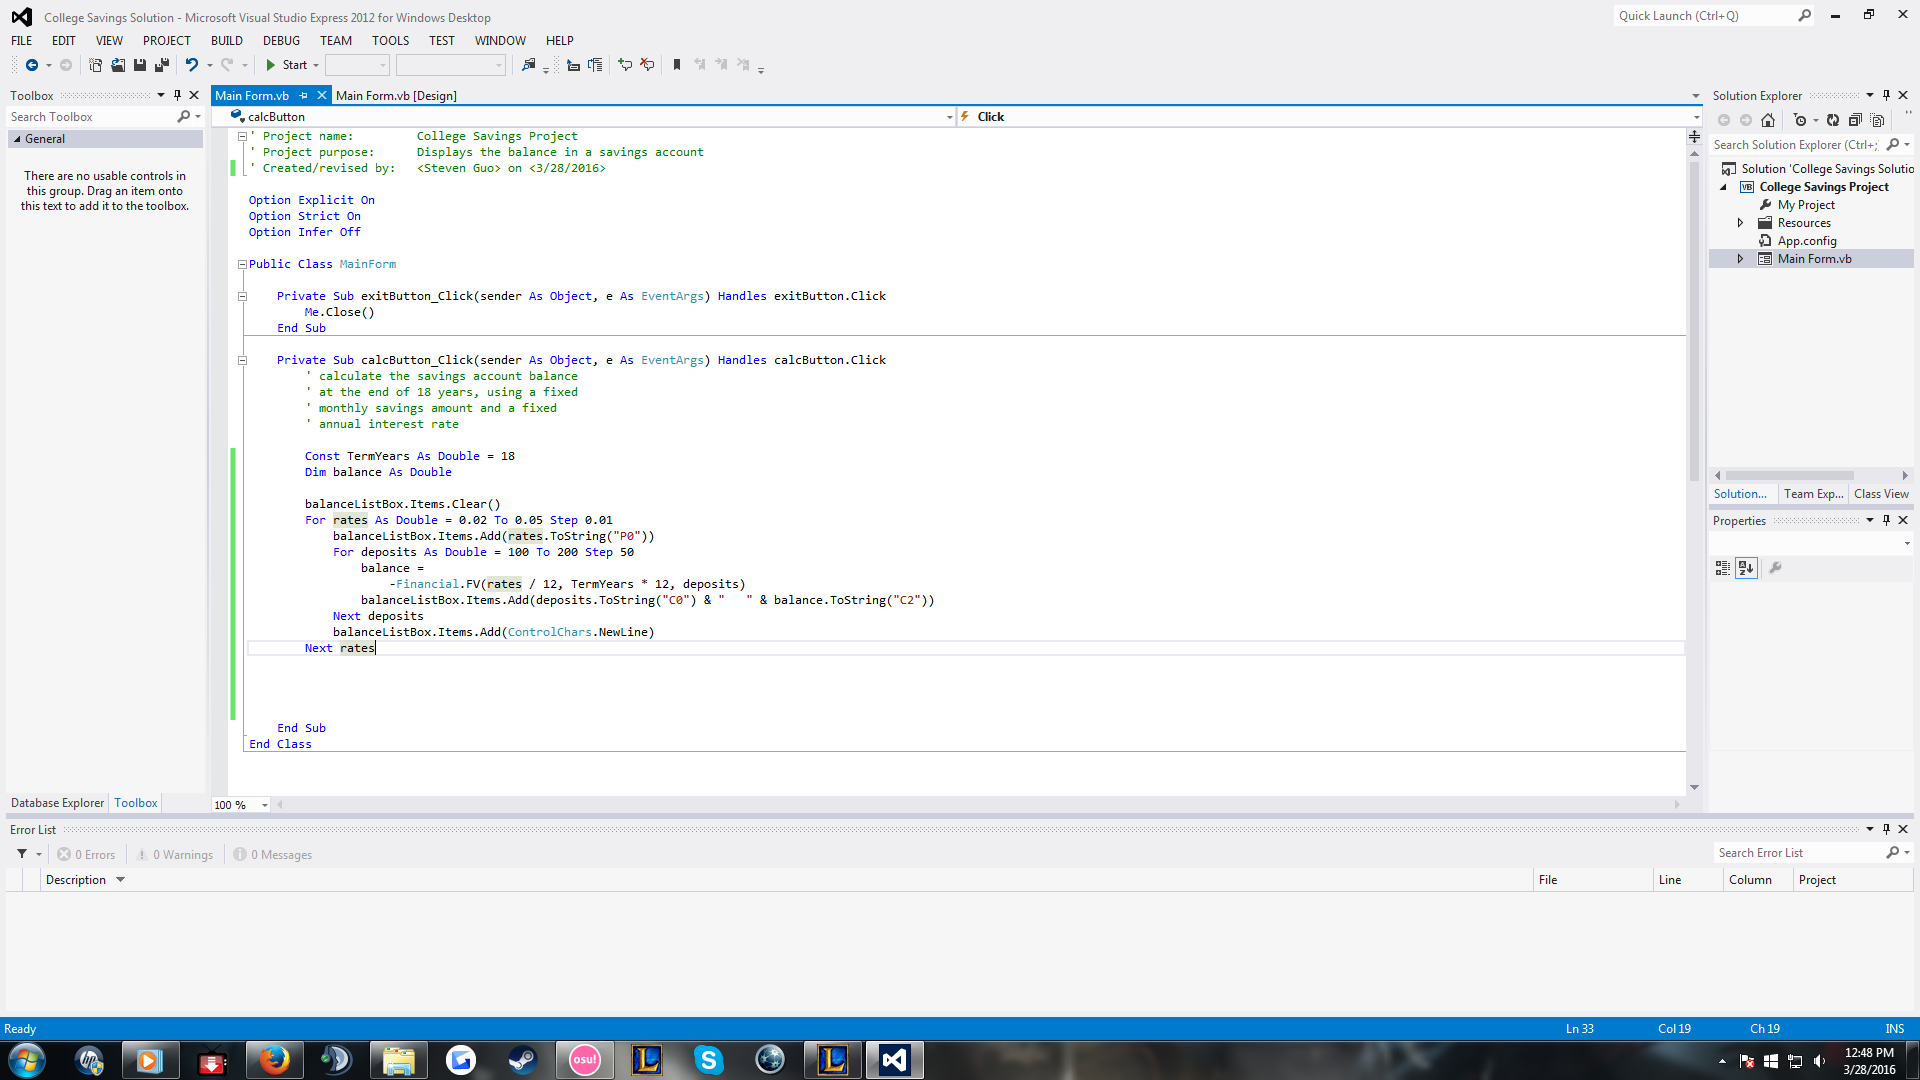 College Savings Solution - Microsoft Visual Studio Express 2012 for Windows Desktop
Quick Launch (Ctrl+Q)
FILE EDIT VIEW PROJECT BUILD DEBUG TEAM TOOLS TEST WINDOW HELP
Start
Toolbox
Search Toolbox
General
There are no usable controls in
this group. Drag an item onto
this text to add it to the toolbox.
Database Explorer Toolbox
Main Form.vb Main Form.vb [Design]
calcButton Click
' Project name: College Savings Project
' Project purpose: Displays the balance in a savings account
' Created/revised by: <Steven Guo> on <3/28/2016>
Option Explicit On
Option Strict On
Option Infer Off
Public Class MainForm
Private Sub exitButton_Click(sender As Object, e As EventArgs) Handles exitButton.Click
Me.Close()
End Sub
Private Sub calcButton_Click(sender As Object, e As EventArgs) Handles calcButton.Click
' calculate the savings account balance
' at the end of 18 years, using a fixed
' monthly savings amount and a fixed
' annual interest rate
Const TermYears As Double = 18
Dim balance As Double
balanceListBox.Items.Clear()
For rates As Double = 0.02 To 0.05 Step 0.01
balanceListBox.Items.Add(rates.ToString("P0"))
For deposits As Double = 100 To 200 Step 50
balance =
-Financial.FV(rates / 12, TermYears * 12, deposits)
balanceListBox.Items.Add(deposits.ToString("C0") & "   " & balance.ToString("C2"))
Next deposits
balanceListBox.Items.Add(ControlChars.NewLine)
Next rates
End Sub
End Class
100 %
Solution Explorer
Search Solution Explorer (Ctrl+;
Solution 'College Savings Solutio
VB College Savings Project
My Project
Resources
App.config
Main Form.vb
Solution... Team Exp... Class View
Properties
Error List
0 Errors 0 Warnings 0 Messages
Search Error List
Description File Line Column Project
Ready Ln 33 Col 19 Ch 19 INS
hp osu! L S L
12:48 PM
3/28/2016